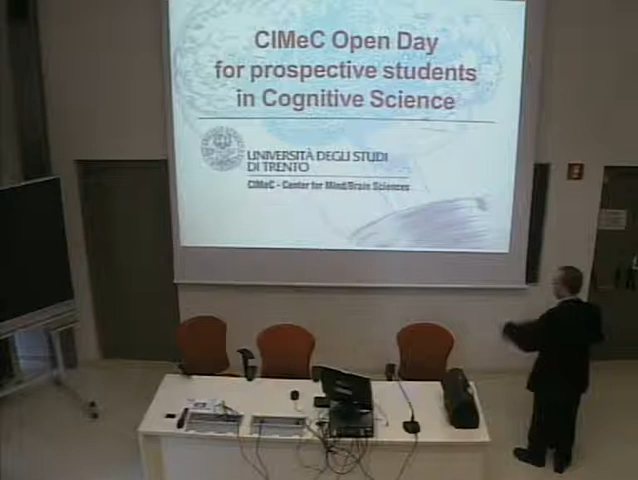 CIMeC Open Day
for prospective students
in Cognitive Science
UNIVERSITÀ DEGLI STUDI
DI TRENTO
CIMeC - Center for Mind/Brain Sciences